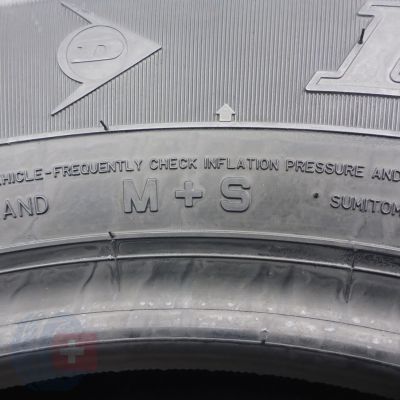 D
VEHICLE-FREQUENTLY CHECK INFLATION PRESSURE AND
AND M+S SUMITOM